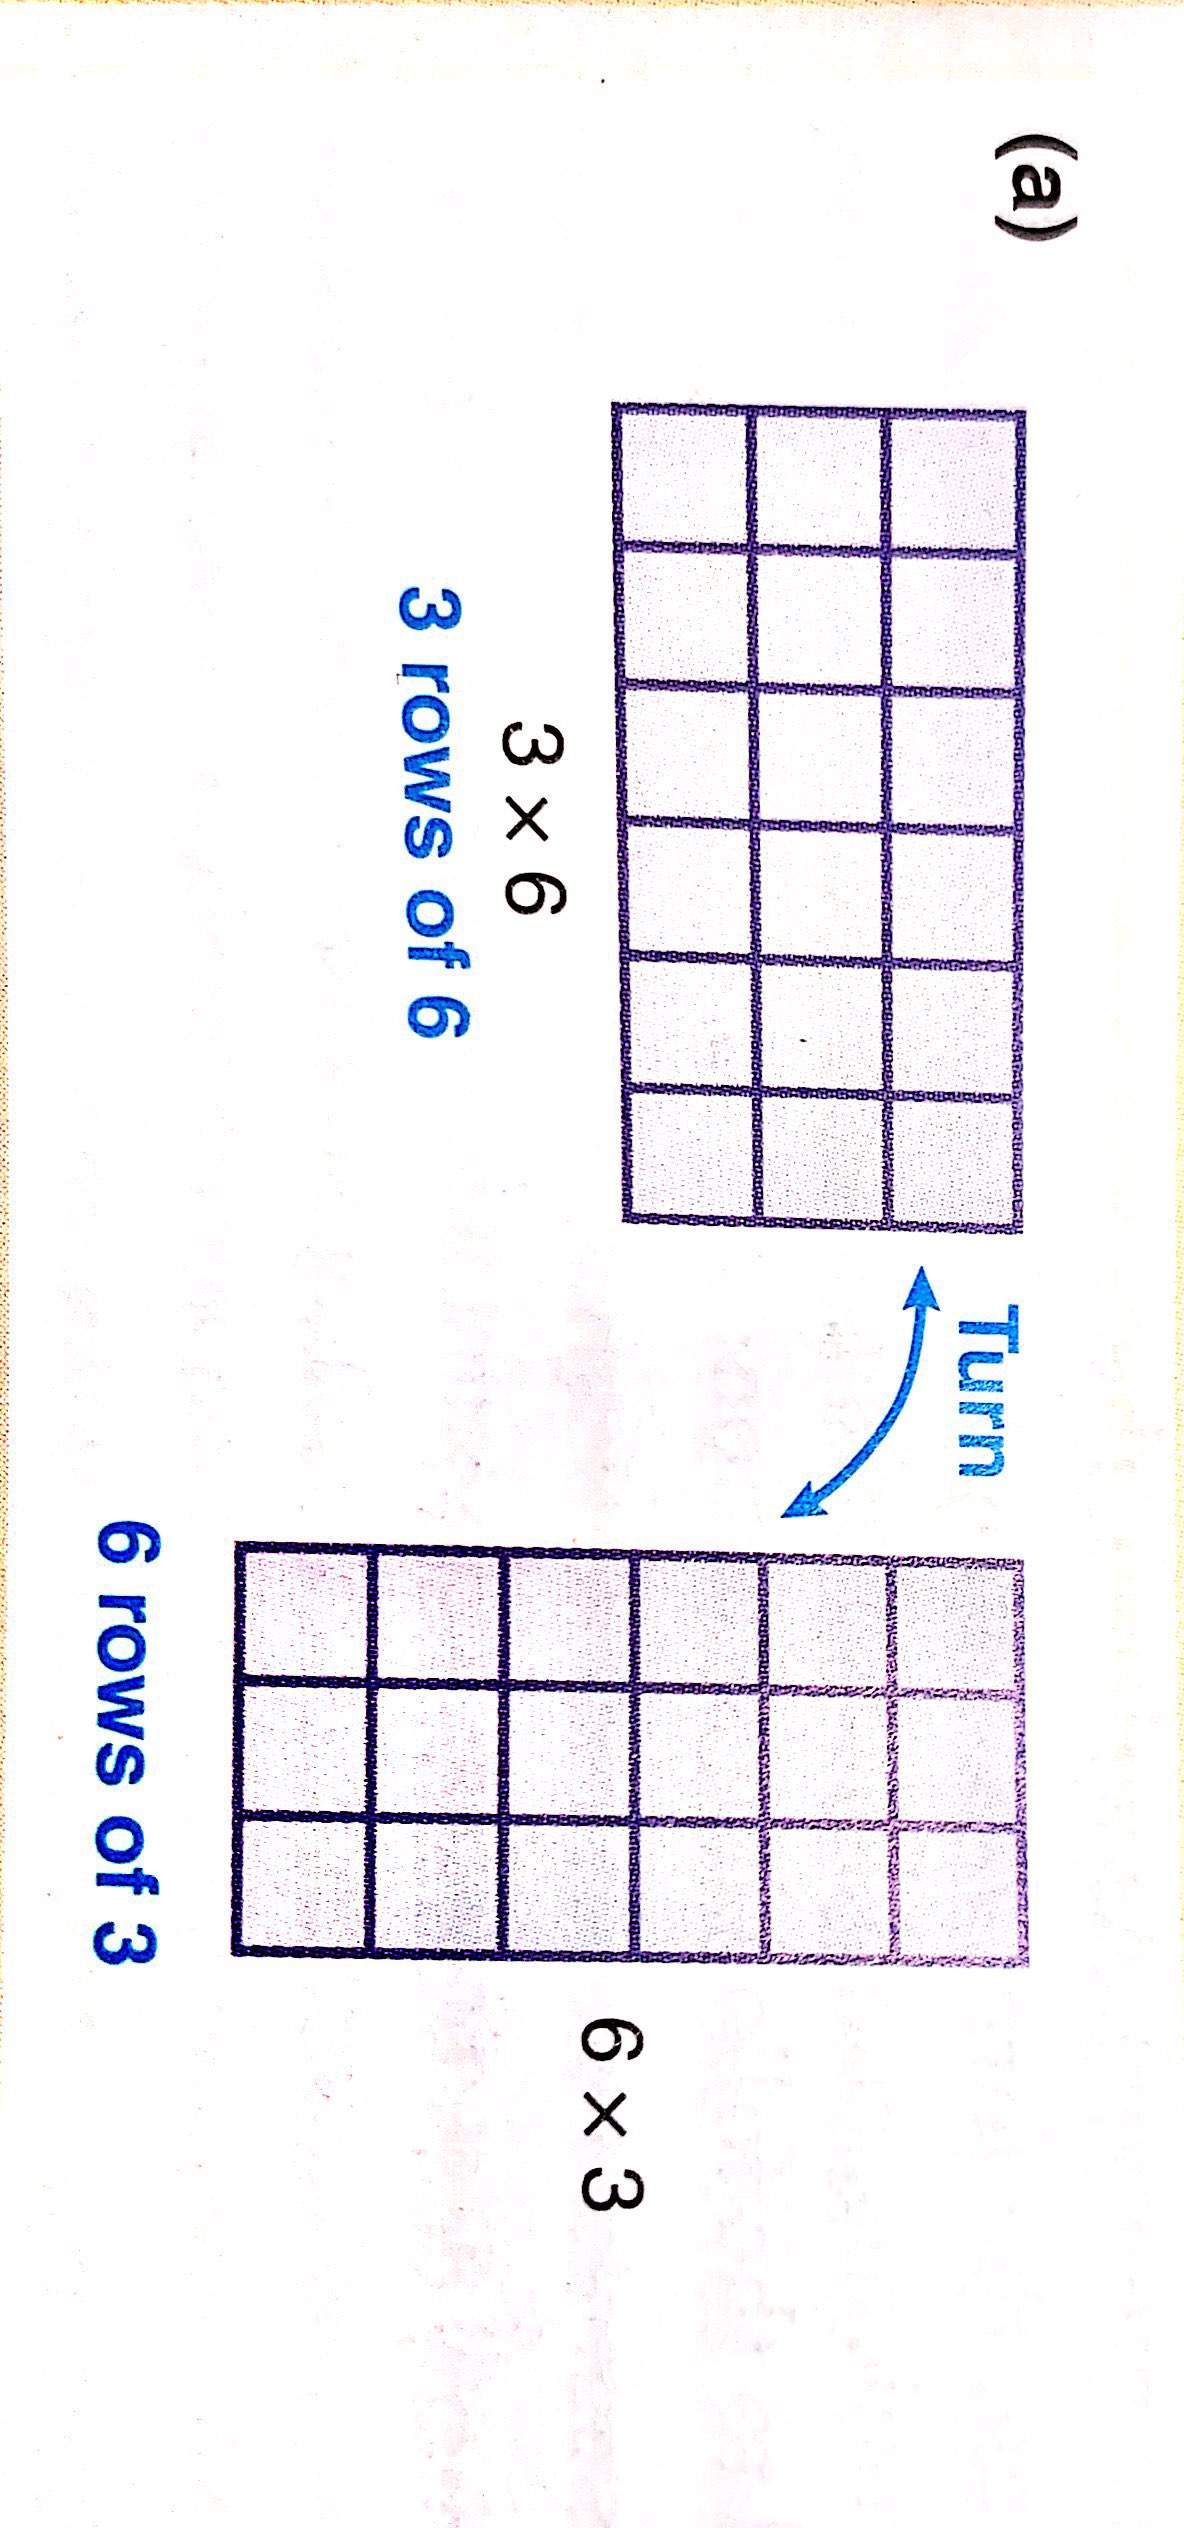 (a)
Turn
3 × 6
3 rows of 6
6 × 3
6 rows of 3